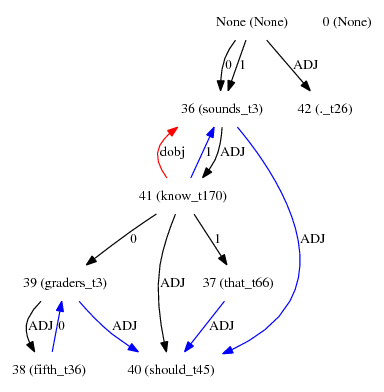 None (None) 0 (None)
0 1 ADJ
36 (sounds_t3) 42 (._t26)
dobj 1 ADJ
41 (know_t170)
0 ADJ 1 ADJ
39 (graders_t3) 37 (that_t66)
ADJ 0 ADJ ADJ
38 (fifth_t36) 40 (should_t45)